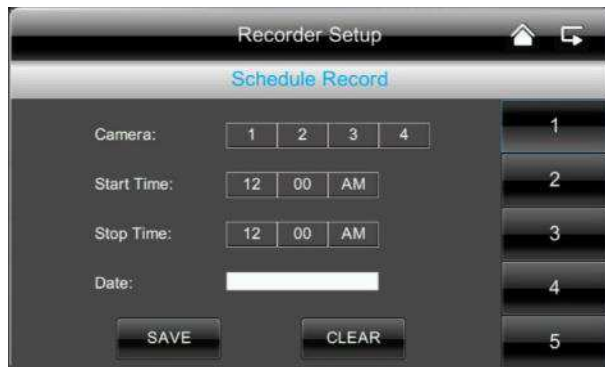 Recorder Setup
Schedule Record
Camera: 1 2 3 4
Start Time: 12 00 AM
Stop Time: 12 00 AM
Date:
SAVE CLEAR
1
2
3
4
5